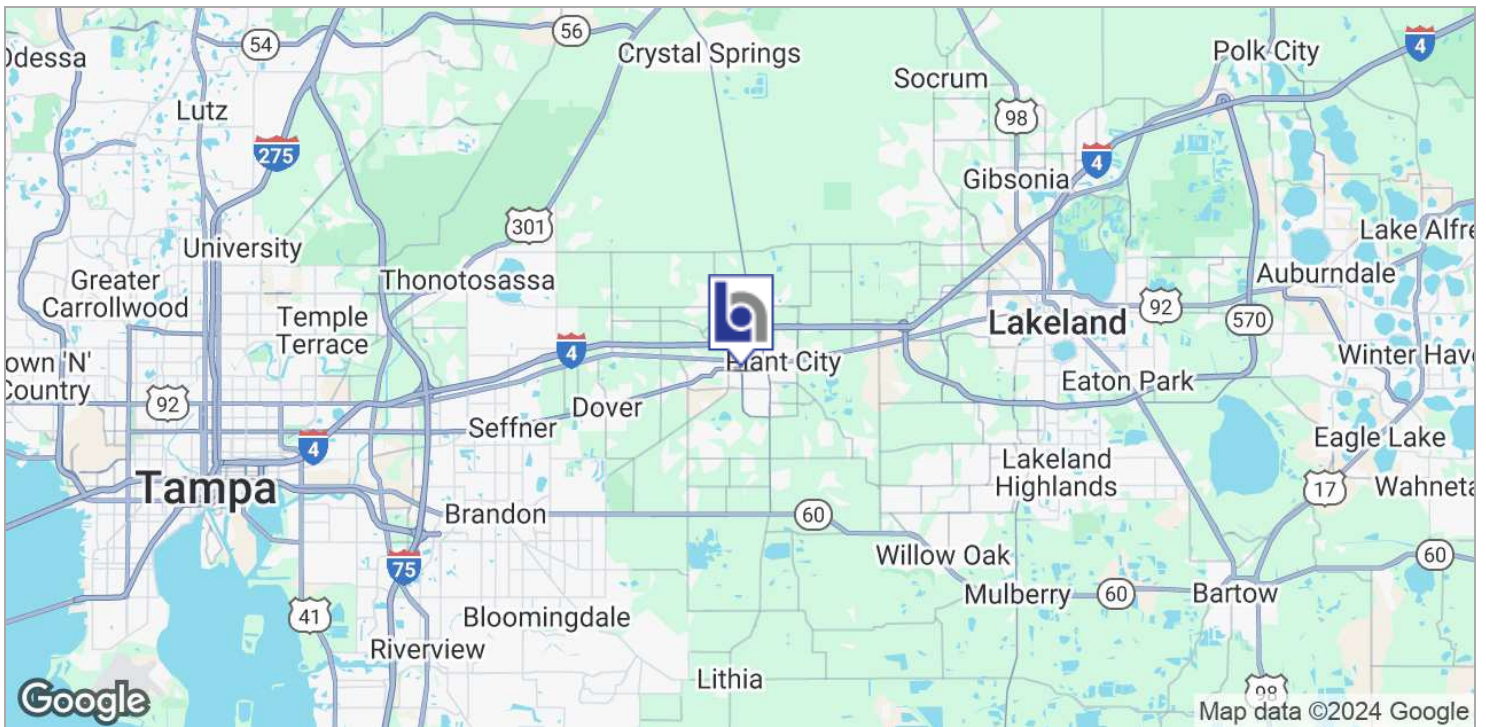 54
56
Crystal Springs
Polk City
4
Odessa
Socrum
Lutz
98
275
4
Gibsonia
301
University
Lake Alfre
Thonotosassa
Auburndale
Greater
Carrollwood
Temple
Terrace
92
570
Lakeland
4
Plant City
Winter Have
own 'N'
Country
Eaton Park
92
Dover
Seffner
Eagle Lake
4
Lakeland
Highlands
Tampa
17
Wahneta
Brandon
60
Willow Oak
60
75
Mulberry
60
Bartow
41
Bloomingdale
Riverview
Lithia
98
Google
Map data ©2024 Google